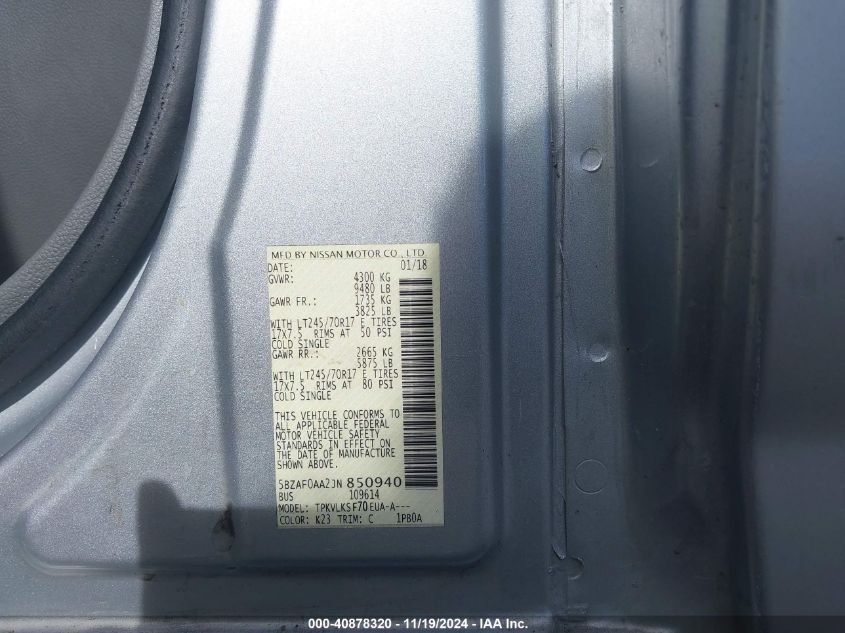 MFD BY NISSAN MOTOR CO., LTD.
DATE: 01/18
GVWR: 4300 KG
9480 LB
GAWR FR.: 1735 KG
3825 LB
WITH LT245/70R17 E TIRES
17X7.5 RIMS AT 50 PSI
COLD SINGLE
GAWR RR.: 2665 KG
5875 LB
WITH LT245/70R17 E TIRES
17X7.5 RIMS AT 80 PSI
COLD SINGLE
THIS VEHICLE CONFORMS TO
ALL APPLICABLE FEDERAL
MOTOR VEHICLE SAFETY
STANDARDS IN EFFECT ON
THE DATE OF MANUFACTURE
SHOWN ABOVE.
5BZAF0AA2JN850940
BUS 109614
MODEL: TPKVLKSF70EUA-A---
COLOR: K23 TRIM: C 1PB0A
000-40878320 - 11/19/2024 - IAA Inc.